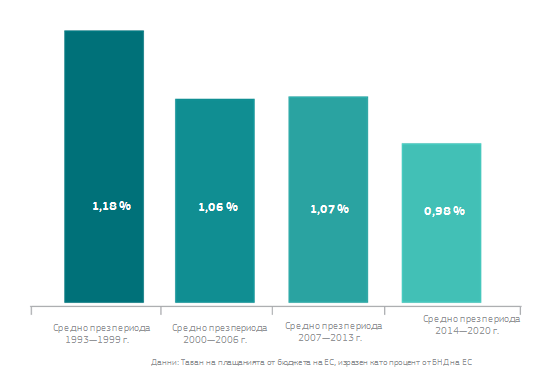 1,18 %
1,06 %
1,07 %
0,98 %
Средно през периода
1993—1999 г.
Средно през периода
2000—2006 г.
Средно през периода
2007—2013 г.
Средно през периода
2014—2020 г.
Данни: Таван на плащанията от бюджета на ЕС, изразен като процент от БНД на ЕС